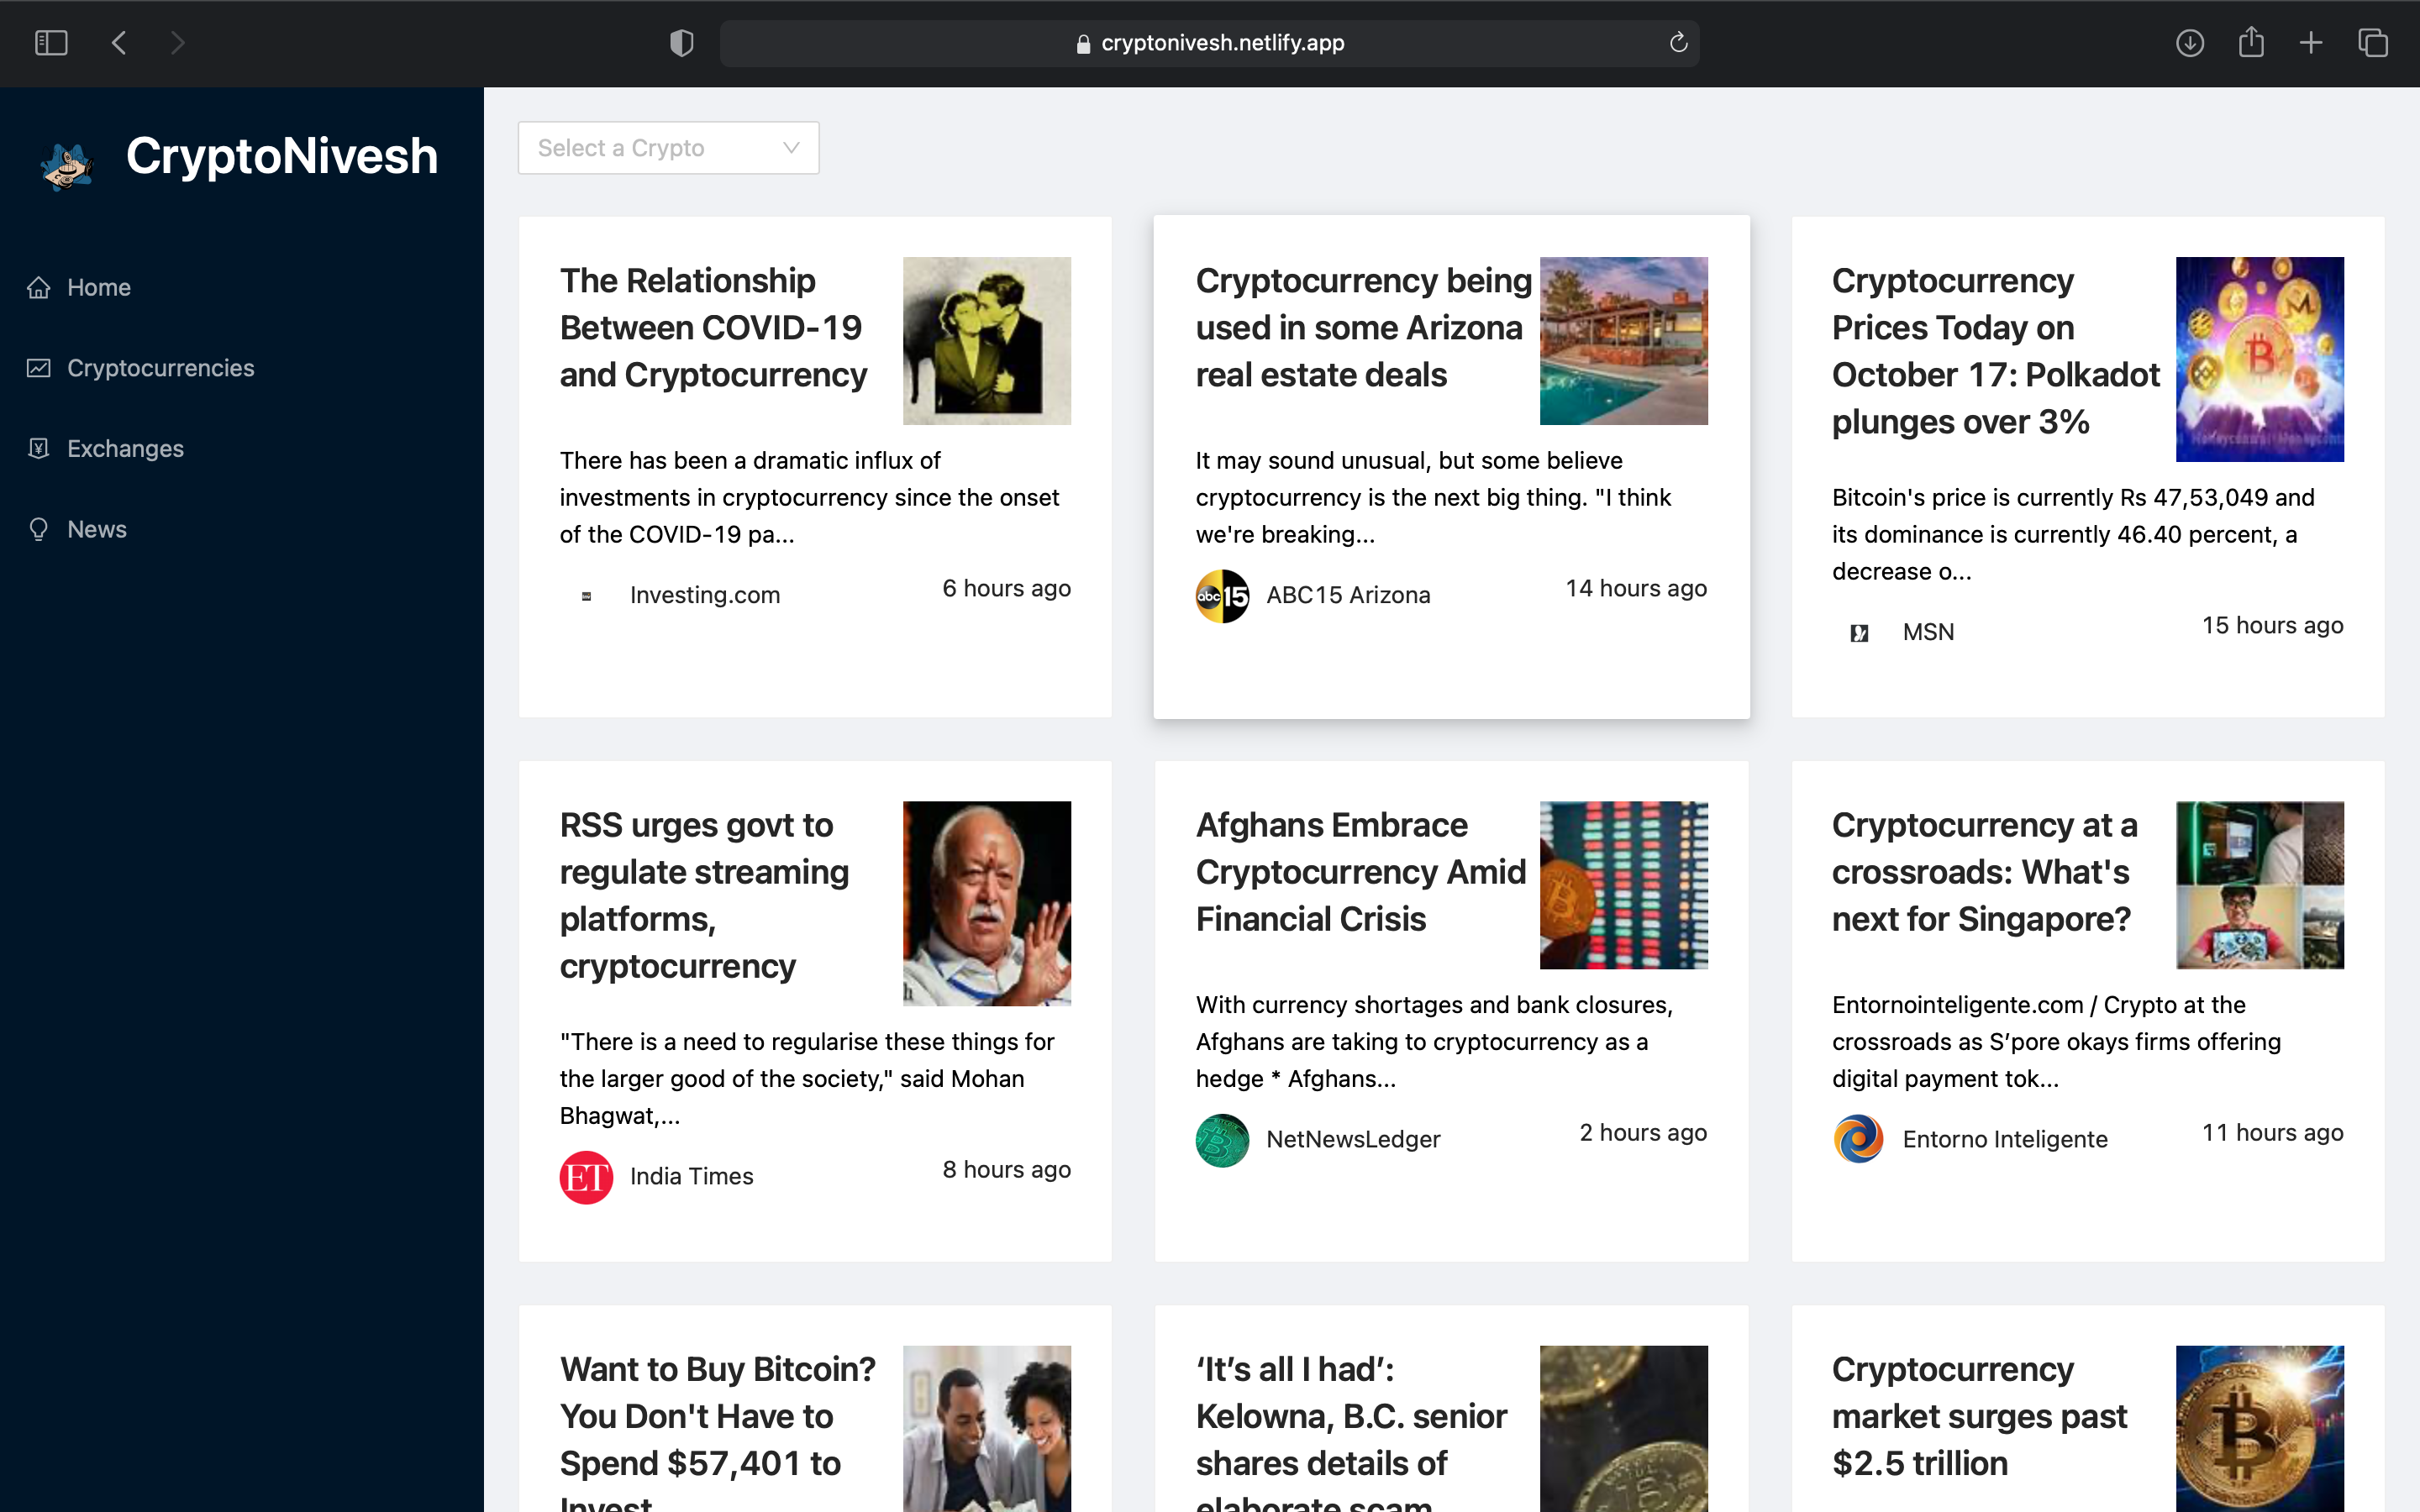 cryptonivesh.netlify.app
CryptoNivesh
Home
Cryptocurrencies
Exchanges
News
Select a Crypto
The Relationship
Between COVID-19
and Cryptocurrency
There has been a dramatic influx of
investments in cryptocurrency since the onset
of the COVID-19 pa...
Investing.com
6 hours ago
Cryptocurrency being
used in some Arizona
real estate deals
It may sound unusual, but some believe
cryptocurrency is the next big thing. "I think
we're breaking...
abc 15
ABC15 Arizona
14 hours ago
Cryptocurrency
Prices Today on
October 17: Polkadot
plunges over 3%
Bitcoin's price is currently Rs 47,53,049 and
its dominance is currently 46.40 percent, a
decrease o...
MSN
15 hours ago
RSS urges govt to
regulate streaming
platforms,
cryptocurrency
"There is a need to regularise these things for
the larger good of the society," said Mohan
Bhagwat,...
ET
India Times
8 hours ago
Afghans Embrace
Cryptocurrency Amid
Financial Crisis
With currency shortages and bank closures,
Afghans are taking to cryptocurrency as a
hedge * Afghans...
NetNewsLedger
2 hours ago
Cryptocurrency at a
crossroads: What's
next for Singapore?
Entornointeligente.com / Crypto at the
crossroads as S’pore okays firms offering
digital payment tok...
Entorno Inteligente
11 hours ago
Want to Buy Bitcoin?
You Don't Have to
Spend $57,401 to
Invest
‘It’s all I had’:
Kelowna, B.C. senior
shares details of
elaborate scam
Cryptocurrency
market surges past
$2.5 trillion